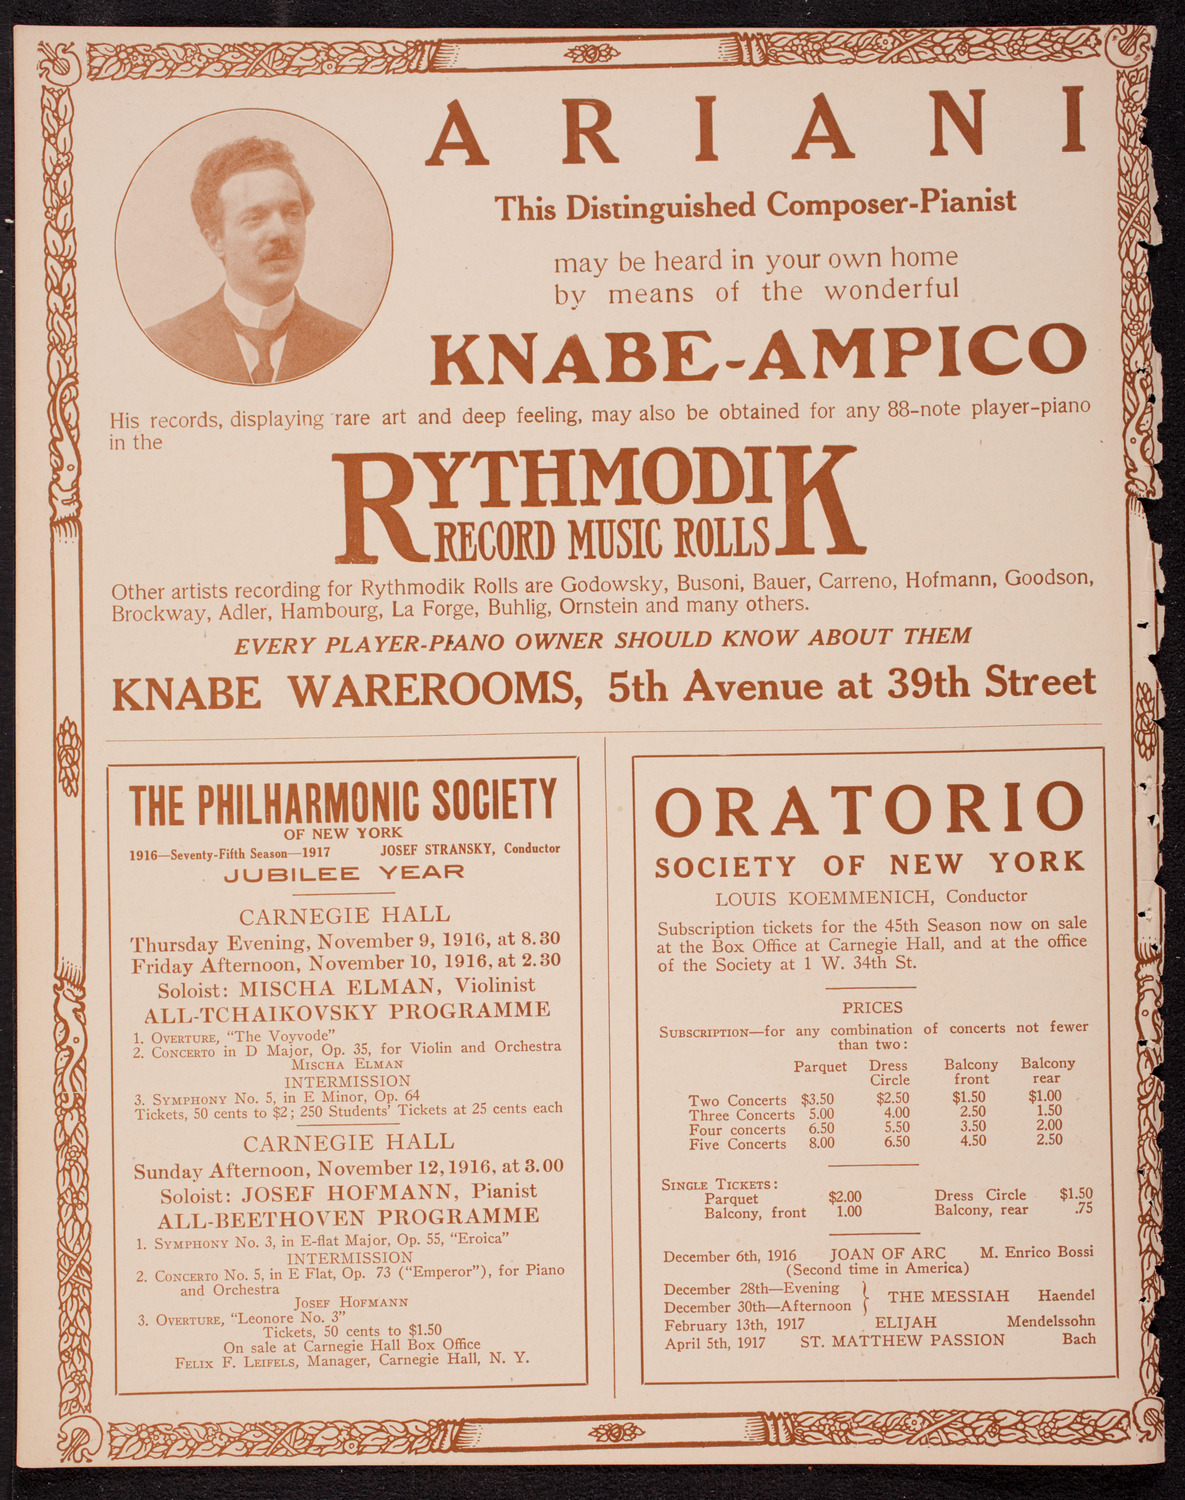 ARIANI
This Distinguished Composer-Pianist
may be heard in your own home
by means of the wonderful
KNABE-AMPICO
His records, displaying rare art and deep feeling, may also be obtained for any 88-note player-piano
in the
RYTHMODIK
RECORD MUSIC ROLLS
Other artists recording for Rythmodik Rolls are Godowsky, Busoni, Bauer, Carreno, Hofmann, Goodson,
Brockway, Adler, Hambourg, La Forge, Buhlig, Ornstein and many others.
EVERY PLAYER-PIANO OWNER SHOULD KNOW ABOUT THEM
KNABE WAREROOMS, 5th Avenue at 39th Street
THE PHILHARMONIC SOCIETY
OF NEW YORK
1916—Seventy-Fifth Season—1917 JOSEF STRANSKY, Conductor
JUBILEE YEAR
CARNEGIE HALL
Thursday Evening, November 9, 1916, at 8.30
Friday Afternoon, November 10, 1916, at 2.30
Soloist: MISCHA ELMAN, Violinist
ALL-TCHAIKOVSKY PROGRAMME
1. OVERTURE, "The Voyvode"
2. CONCERTO in D Major, Op. 35, for Violin and Orchestra
MISCHA ELMAN
INTERMISSION
3. SYMPHONY No. 5, in E Minor, Op. 64
Tickets, 50 cents to $2; 250 Students' Tickets at 25 cents each
CARNEGIE HALL
Sunday Afternoon, November 12, 1916, at 3.00
Soloist: JOSEF HOFMANN, Pianist
ALL-BEETHOVEN PROGRAMME
1. SYMPHONY No. 3, in E-flat Major, Op. 55, "Eroica"
INTERMISSION
2. CONCERTO No. 5, in E Flat, Op. 73 ("Emperor"), for Piano
and Orchestra
JOSEF HOFMANN
3. OVERTURE, "Leonore No. 3"
Tickets, 50 cents to $1.50
On sale at Carnegie Hall Box Office
FELIX F. LEIFELS, Manager, Carnegie Hall, N. Y.
ORATORIO
SOCIETY OF NEW YORK
LOUIS KOEMMENICH, Conductor
Subscription tickets for the 45th Season now on sale
at the Box Office at Carnegie Hall, and at the office
of the Society at 1 W. 34th St.
PRICES
SUBSCRIPTION—for any combination of concerts not fewer
than two:
Parquet Dress Balcony Balcony
Circle front rear
Two Concerts $3.50 $2.50 $1.50 $1.00
Three Concerts 5.00 4.00 2.50 1.50
Four concerts 6.50 5.50 3.50 2.00
Five Concerts 8.00 6.50 4.50 2.50
SINGLE TICKETS:
Parquet $2.00 Dress Circle $1.50
Balcony, front 1.00 Balcony, rear .75
December 6th, 1916 JOAN OF ARC M. Enrico Bossi
(Second time in America)
December 28th—Evening
December 30th—Afternoon } THE MESSIAH Haendel
February 13th, 1917 ELIJAH Mendelssohn
April 5th, 1917 ST. MATTHEW PASSION Bach